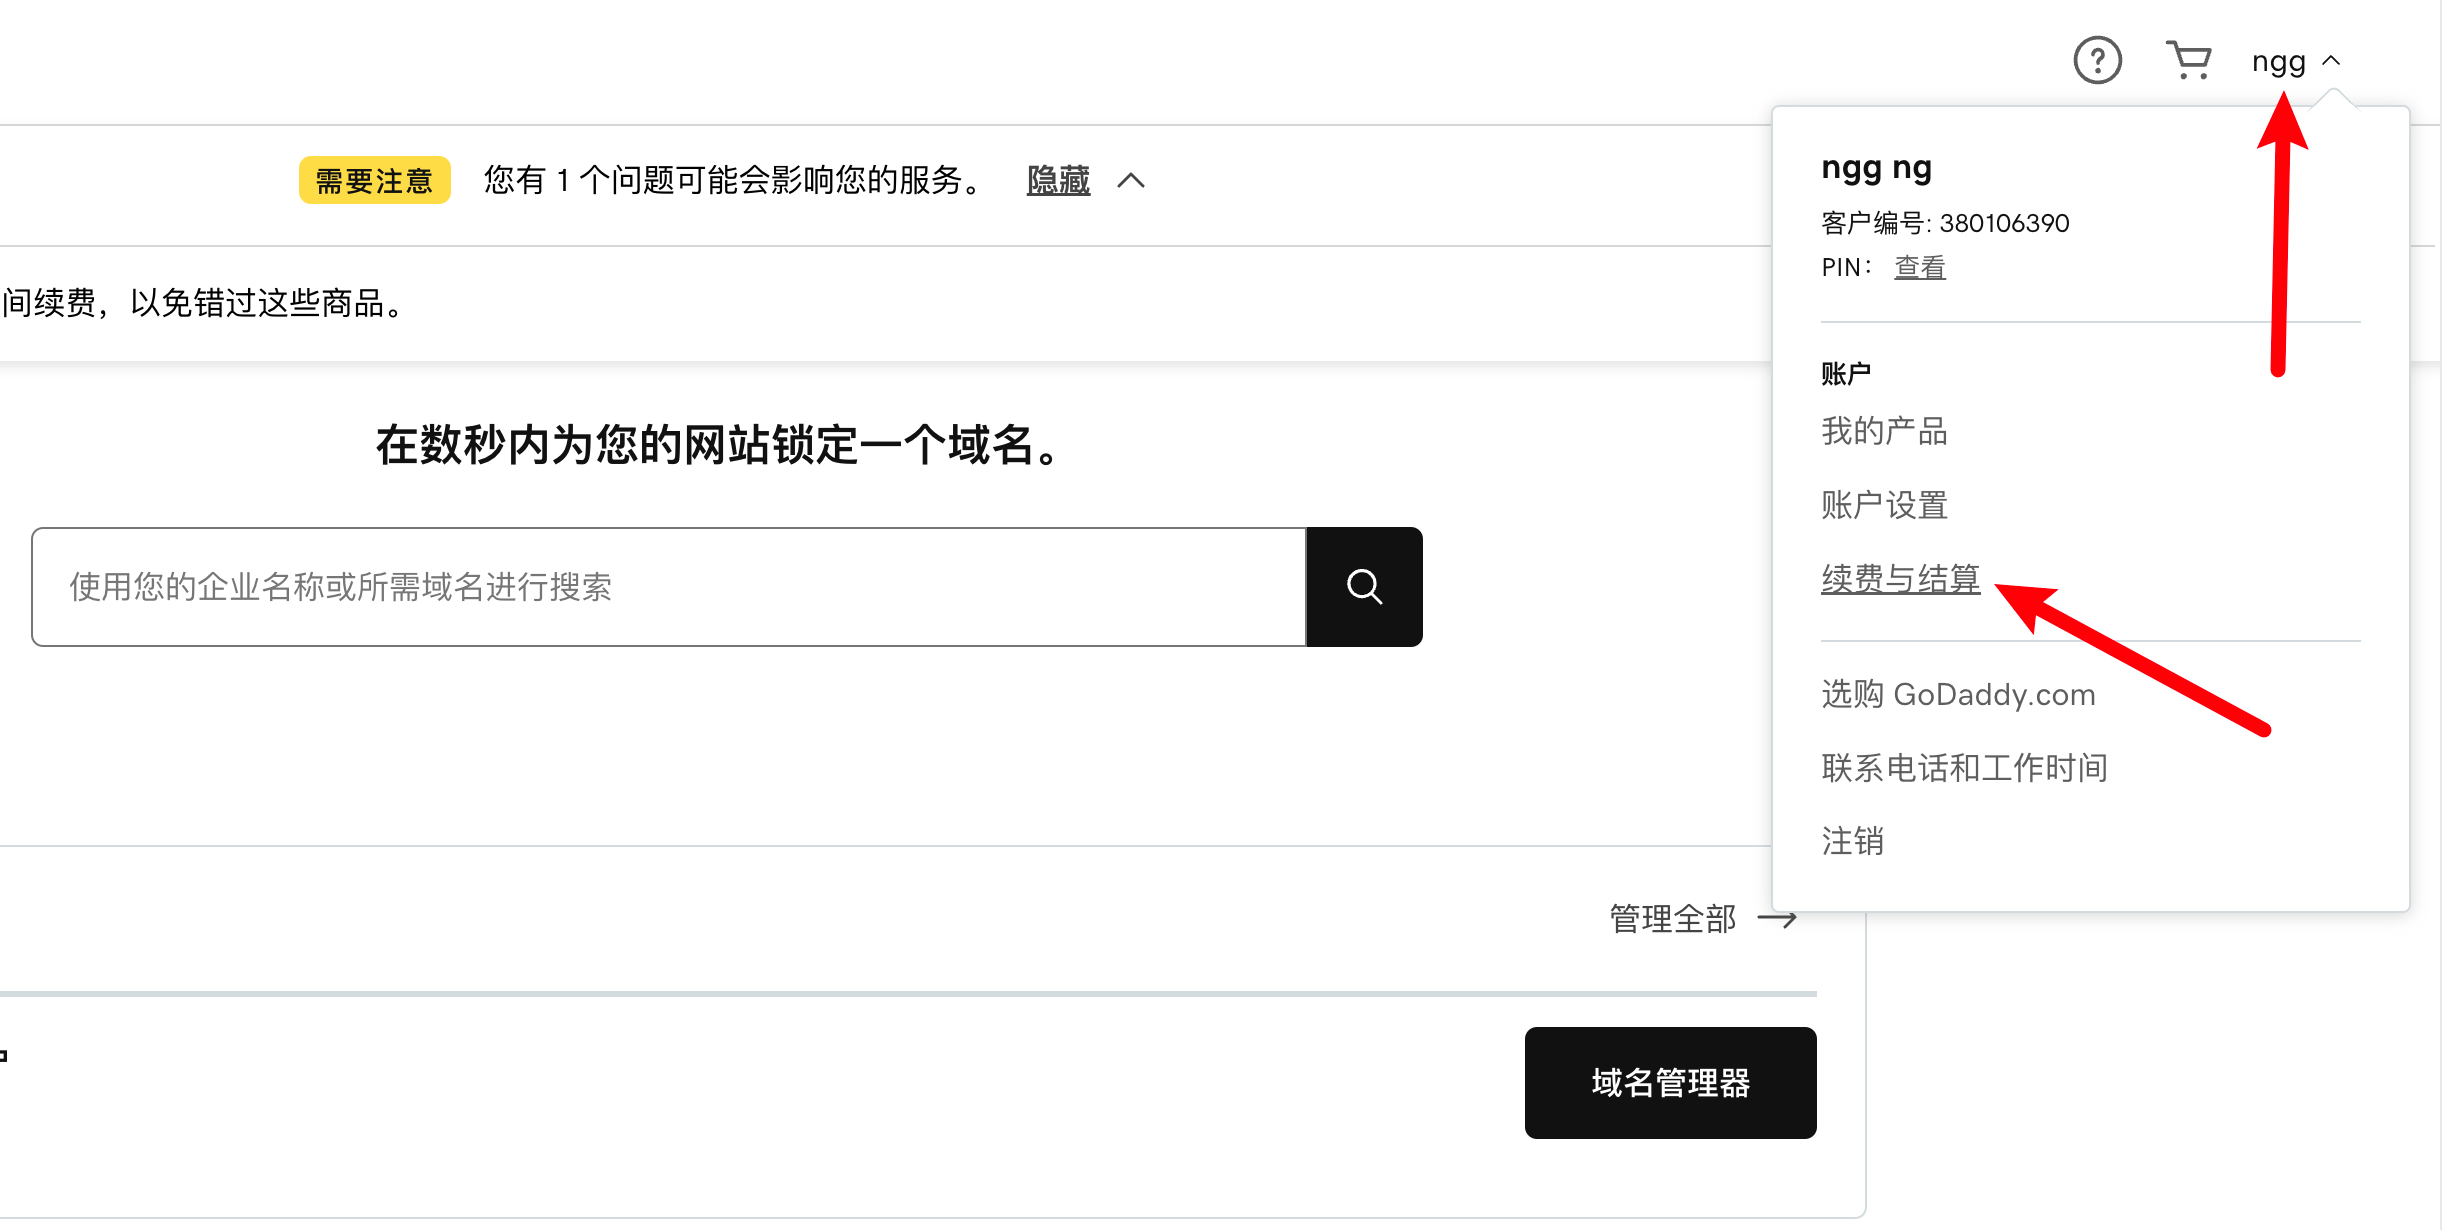 ngg
需要注意 您有 1 个问题可能会影响您的服务。 隐藏
间续费，以免错过这些商品。
在数秒内为您的网站锁定一个域名。
使用您的企业名称或所需域名进行搜索
管理全部
域名管理器
ngg ng
客户编号: 380106390
PIN： 查看
账户
我的产品
账户设置
续费与结算
选购 GoDaddy.com
联系电话和工作时间
注销